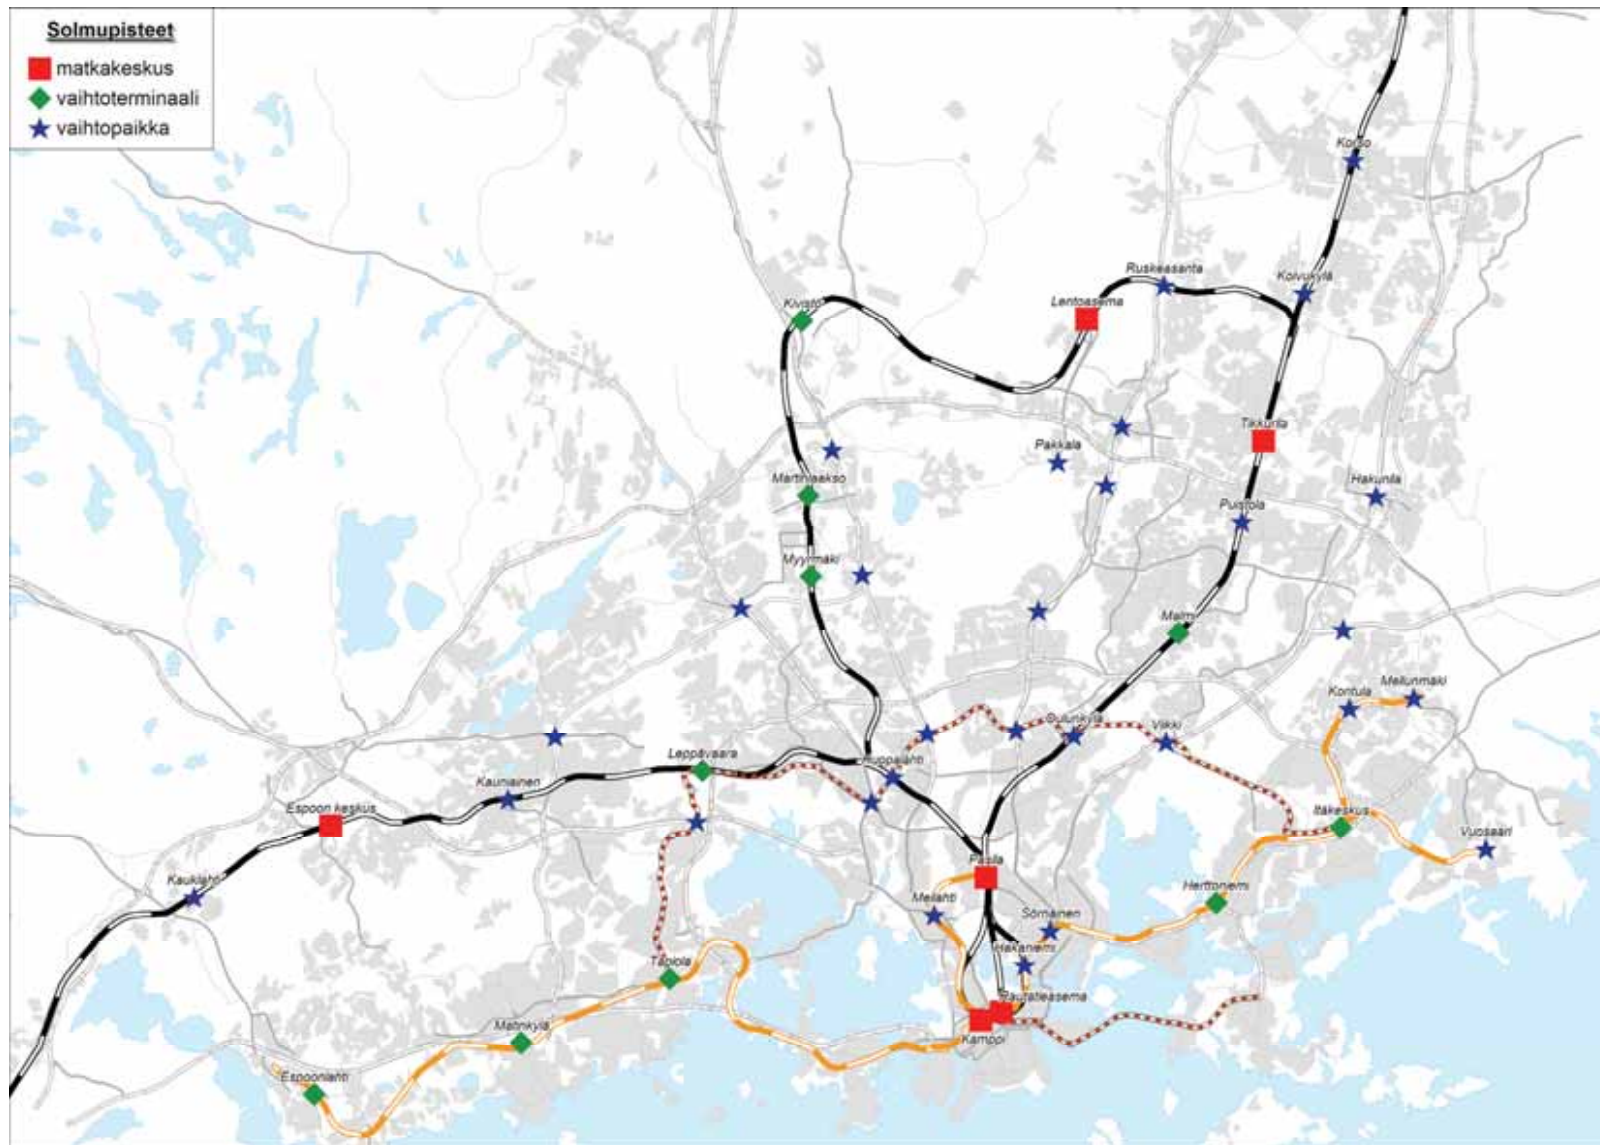 Solmupisteet
matkakeskus
vaihtoterminaali
vaihtopaikka
Korso
Ruskeasanta
Koivukylä
Lentoasema
Kivistö
Tikkurila
Pakkala
Martinlaakso
Hakunila
Puistola
Myyrmäki
Malmi
Mellunmäki
Kontula
Oulunkylä
Viikki
Leppävaara
Huopalahti
Kauniainen
Espoon keskus
Itäkeskus
Vuosaari
Pasila
Kauklahti
Meilahti
Herttoniemi
Sörnäinen
Hakaniemi
Tapiola
Rautatieasema
Matinkylä
Kamppi
Espoonlahti